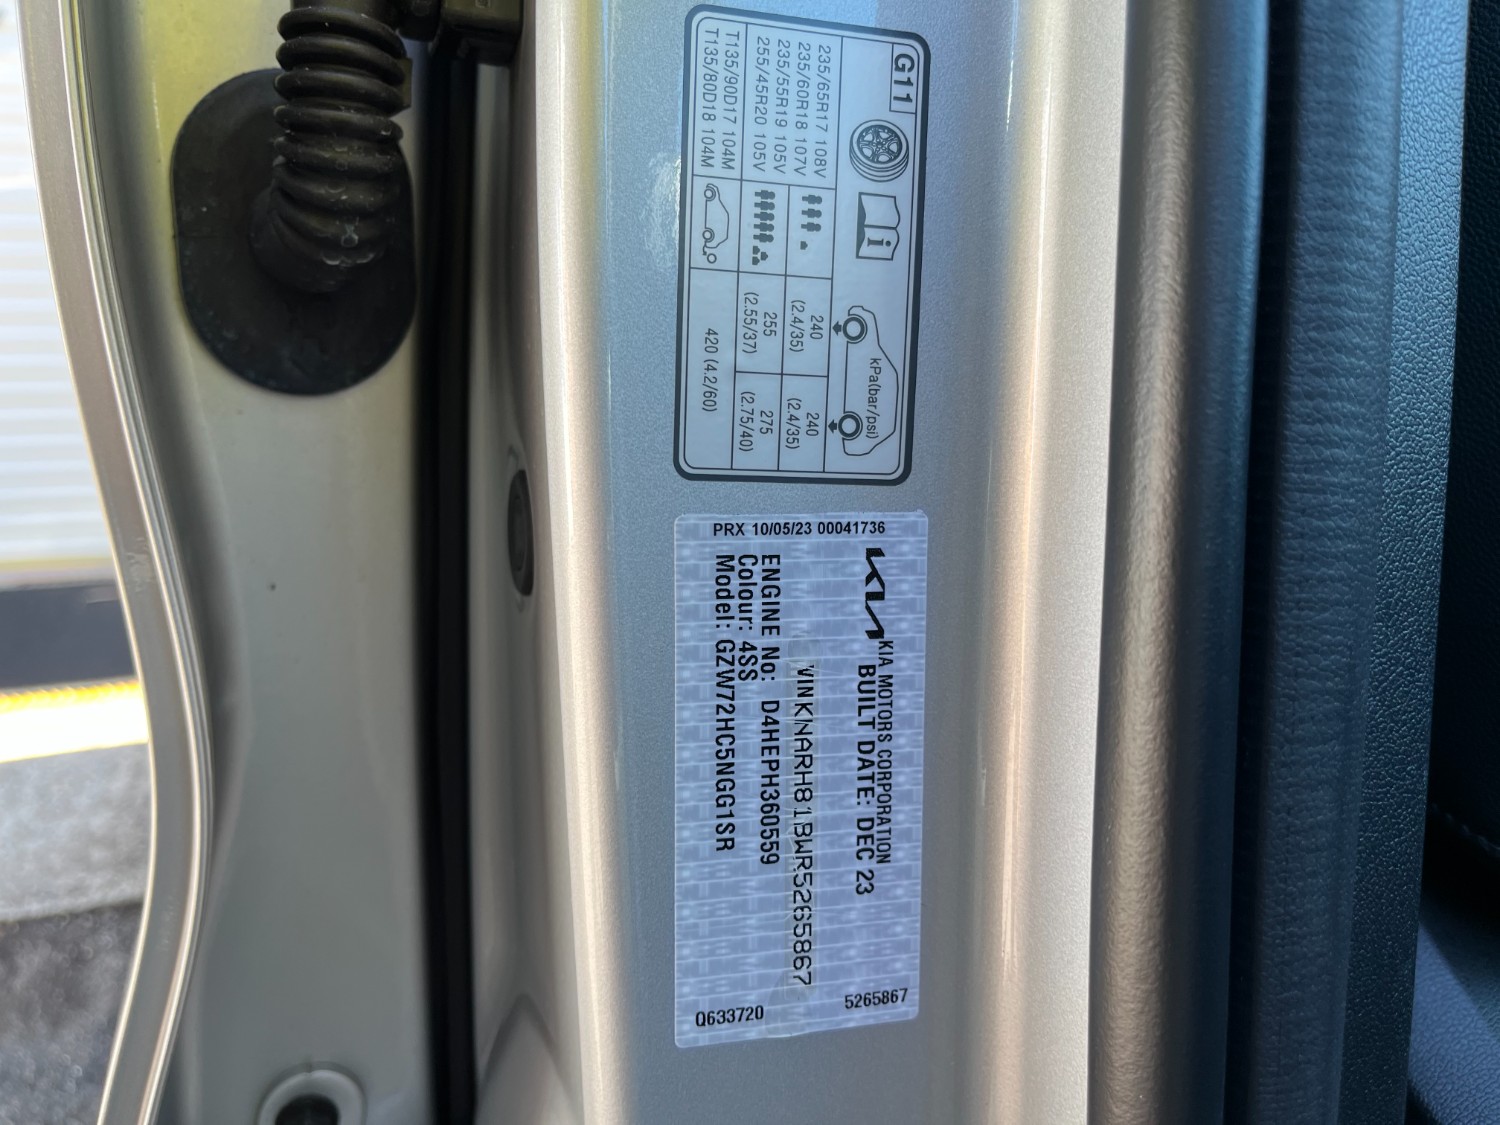 G11
kPa(bar/psi)
235/65R17 108V
235/60R18 107V
235/55R19 105V
255/45R20 105V
240
(2.4/35)
240
(2.4/35)
255
(2.55/37)
275
(2.75/40)
T135/90D17 104M
T135/80D18 104M
420 (4.2/60)
PRX 10/05/23 00041736
KIA
KIA MOTORS CORPORATION
BUILT DATE: DEC 23
VINKNARH81BWR5265867
ENGINE No: D4HEPH360559
Colour: 4SS
Model: GZW72HC5NGG1SR
5265867
Q633720